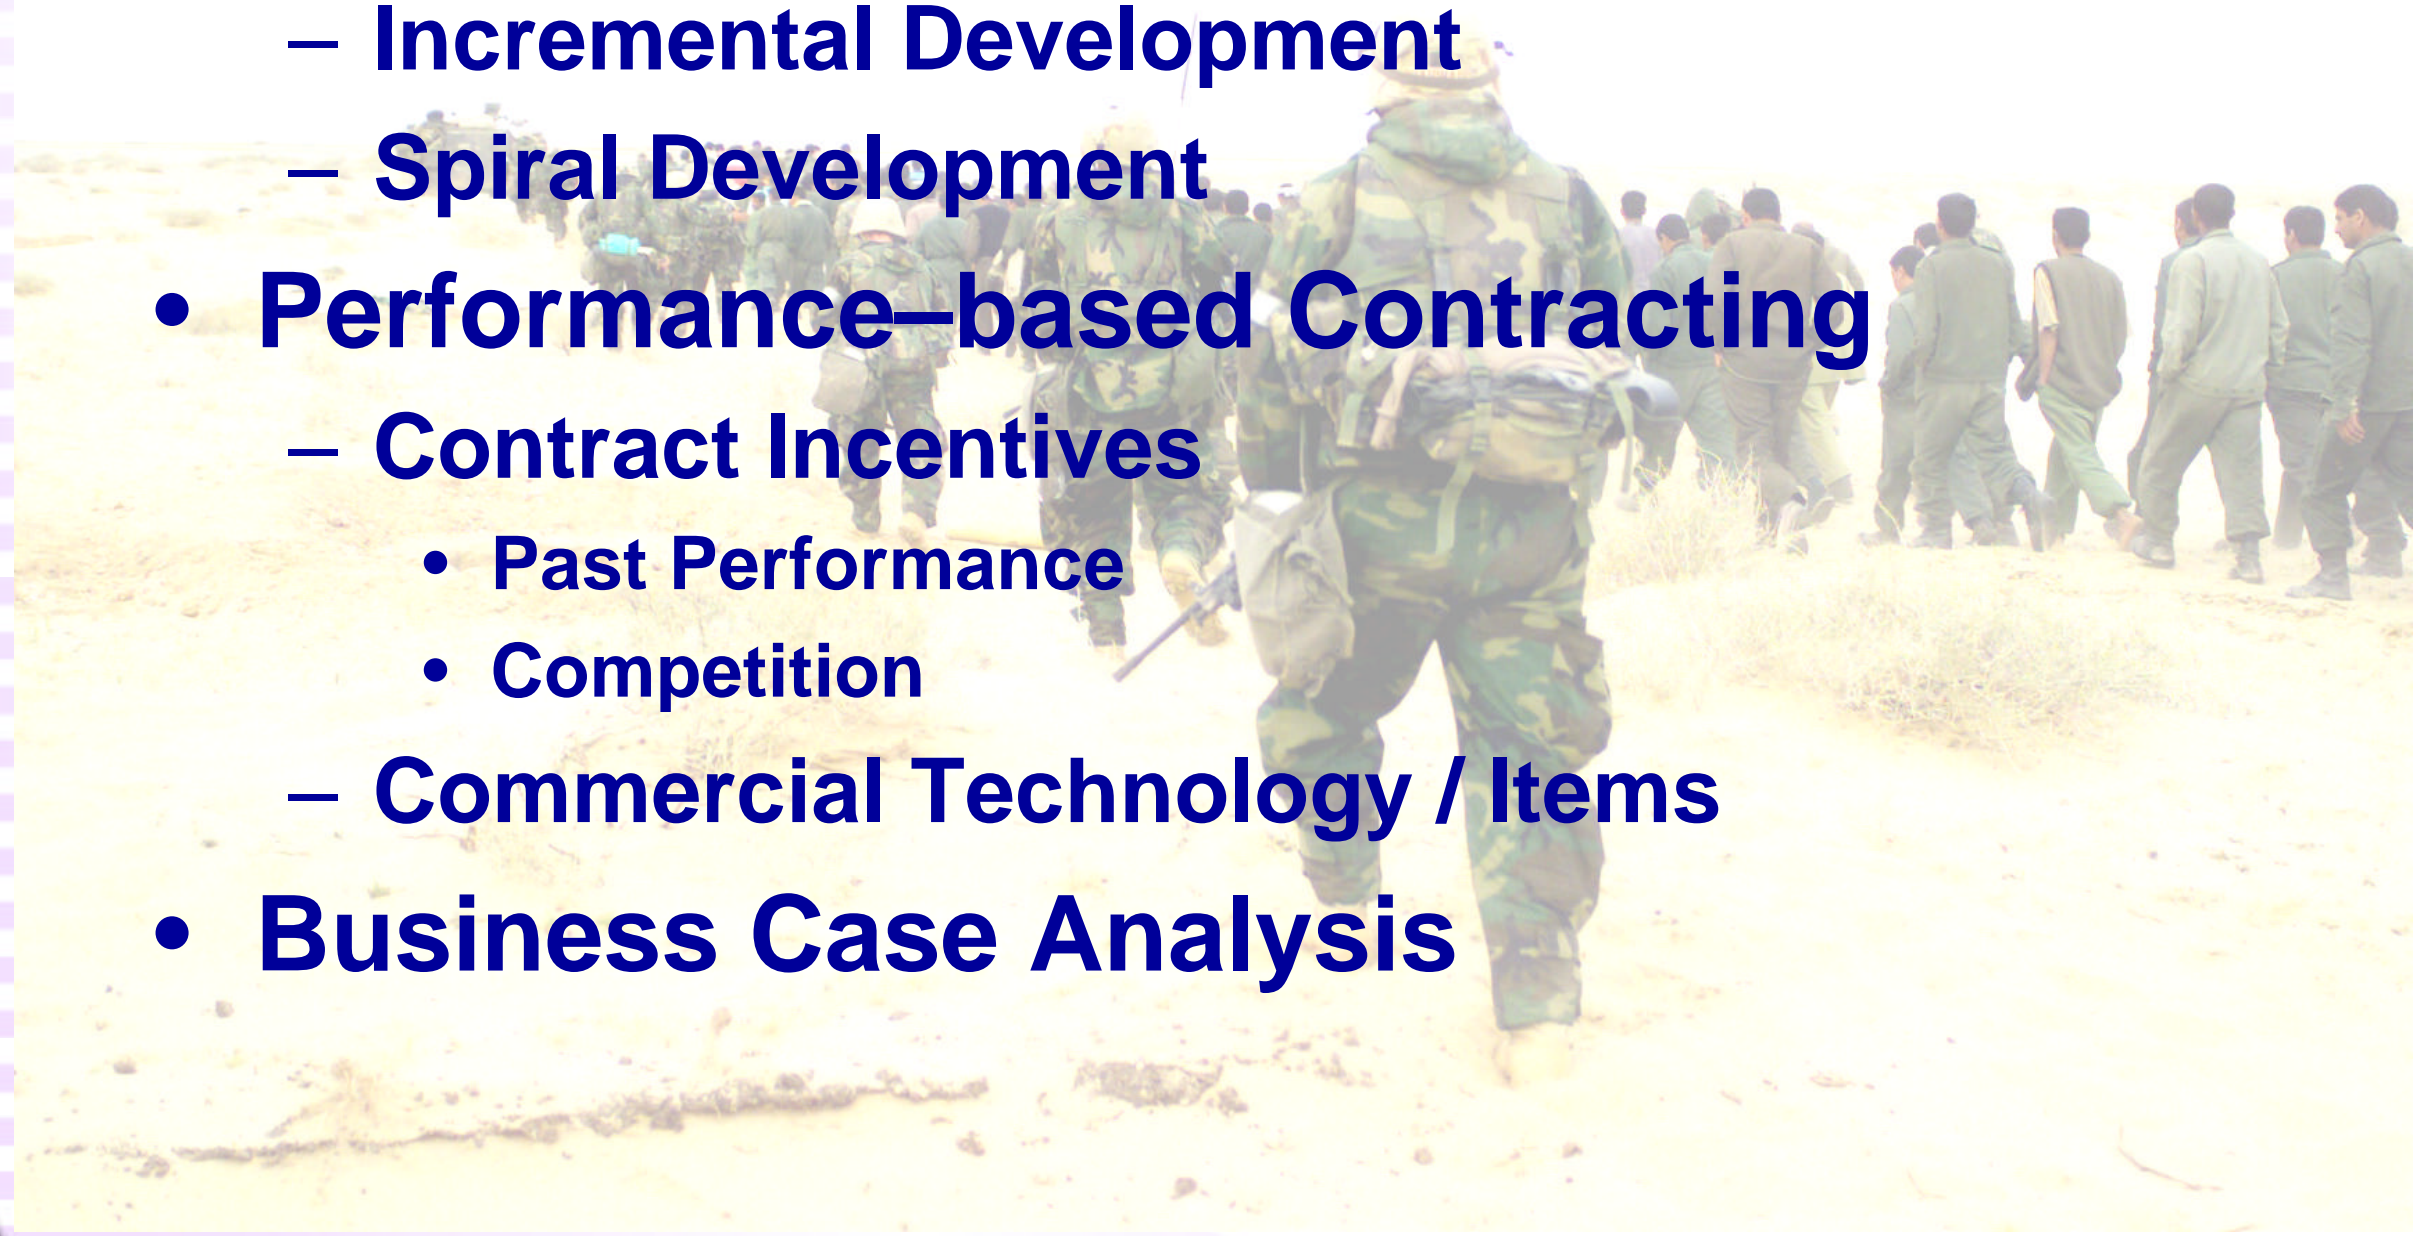 – Incremental Development
– Spiral Development
• Performance–based Contracting
– Contract Incentives
• Past Performance
• Competition
– Commercial Technology / Items
• Business Case Analysis